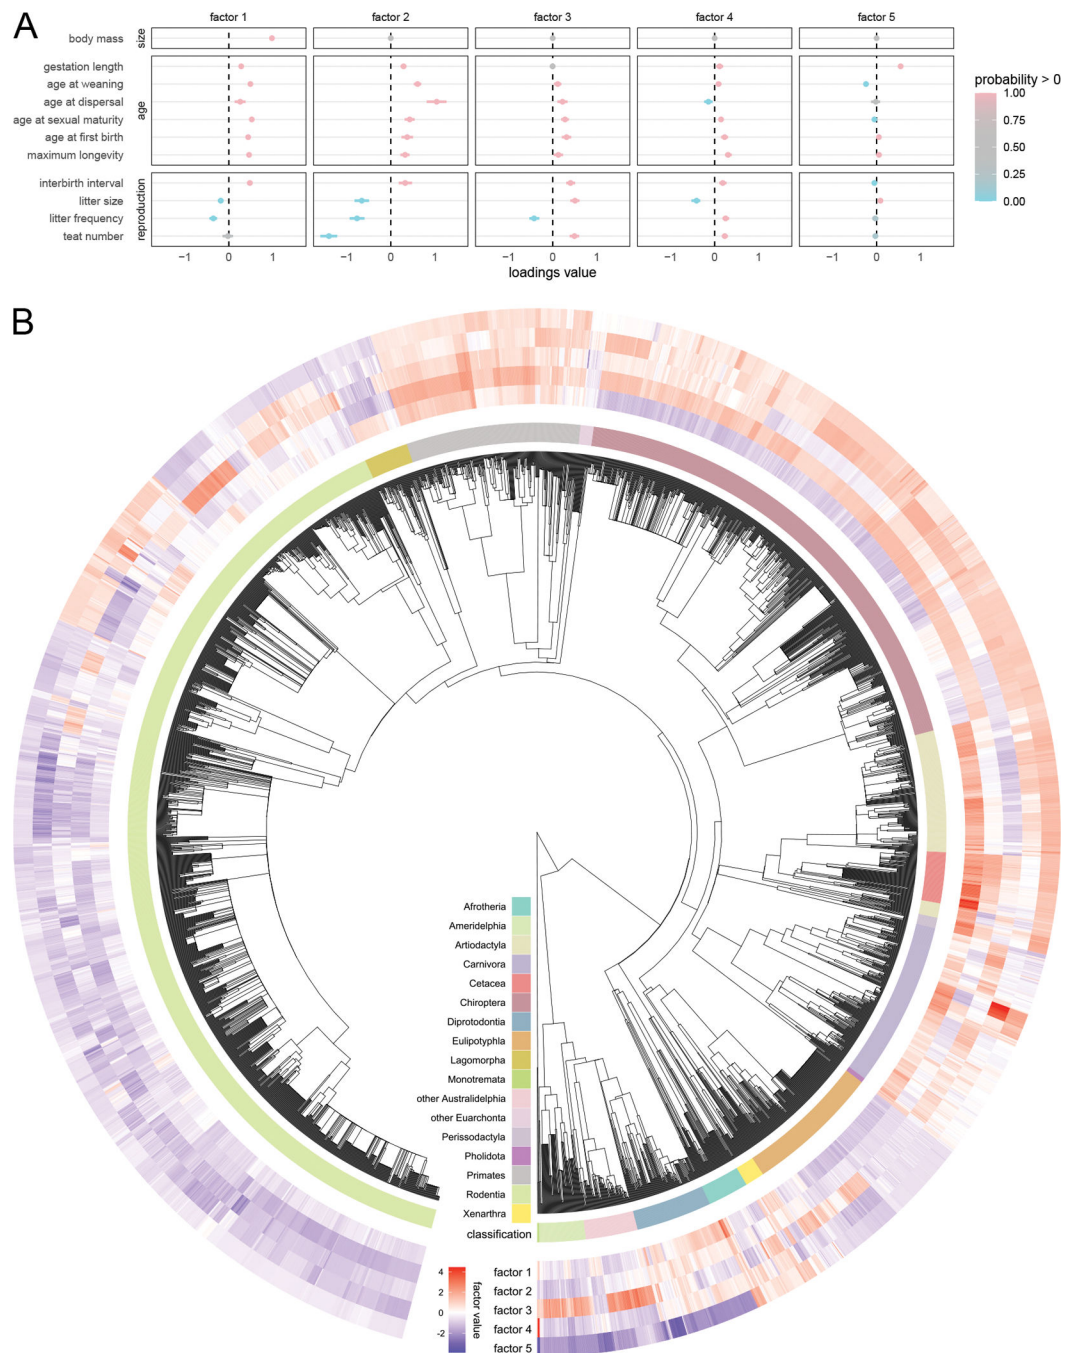 A
factor 1
factor 2
factor 3
factor 4
factor 5
body mass
size
gestation length
age at weaning
age at dispersal
age at sexual maturity
age at first birth
maximum longevity
age
interbirth interval
litter size
litter frequency
teat number
reproduction
−1 0 1
−1 0 1
−1 0 1
−1 0 1
−1 0 1
loadings value
probability > 0
1.00
0.75
0.50
0.25
0.00
B
Afrotheria
Ameridelphia
Artiodactyla
Carnivora
Cetacea
Chiroptera
Diprotodontia
Eulipotyphla
Lagomorpha
Monotremata
other Australidelphia
other Euarchonta
Perissodactyla
Pholidota
Primates
Rodentia
Xenarthra
classification
4
2
0
-2
factor value
factor 1
factor 2
factor 3
factor 4
factor 5